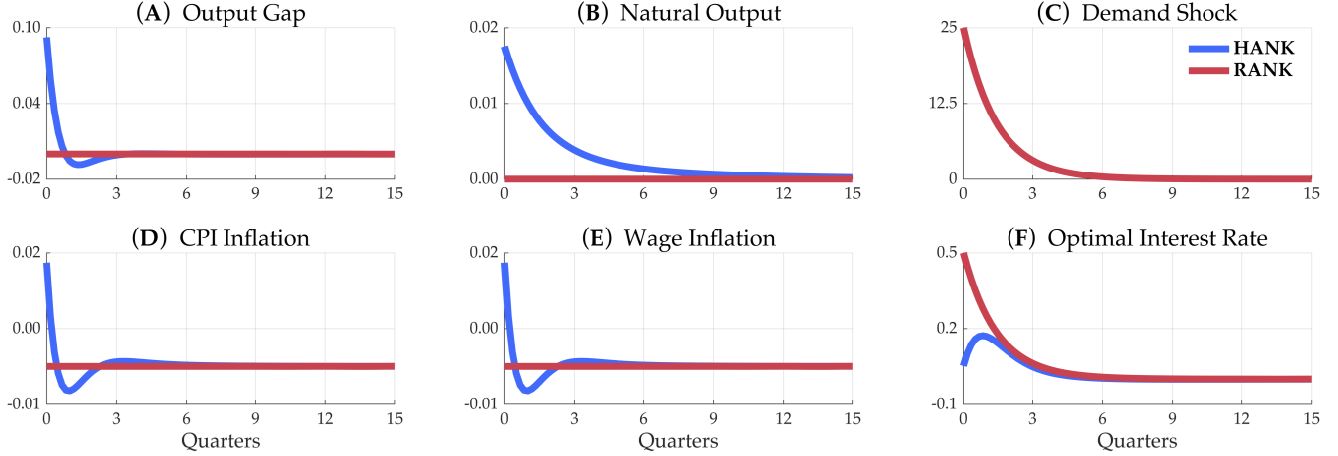 (A) Output Gap
0.10
0.04
-0.02
0 3 6 9 12 15
(B) Natural Output
0.02
0.01
0.00
0 3 6 9 12 15
(C) Demand Shock
25
12.5
0
0 3 6 9 12 15
HANK
RANK
(D) CPI Inflation
0.02
0.00
-0.01
0 3 6 9 12 15
Quarters
(E) Wage Inflation
0.02
0.00
-0.01
0 3 6 9 12 15
Quarters
(F) Optimal Interest Rate
0.5
0.2
-0.1
0 3 6 9 12 15
Quarters